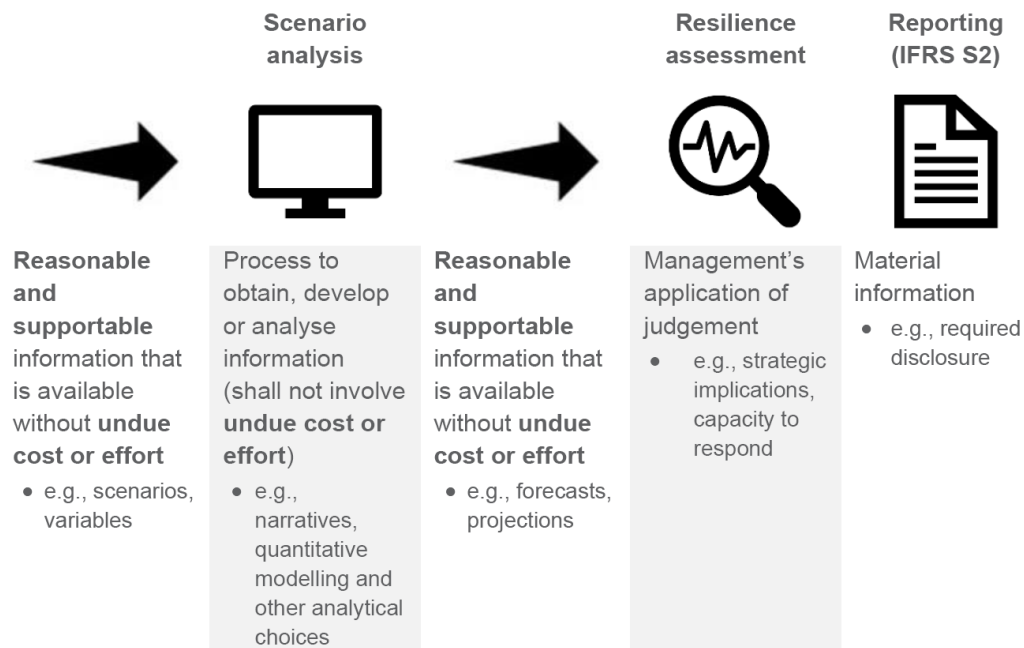 Scenario
analysis
Resilience
assessment
Reporting
(IFRS S2)
Reasonable
and
supportable
information that
is available
without undue
cost or effort
● e.g., scenarios,
variables
Process to
obtain, develop
or analyse
information
(shall not involve
undue cost or
effort)
● e.g.,
narratives,
quantitative
modelling and
other analytical
choices
Reasonable
and
supportable
information that
is available
without undue
cost or effort
● e.g., forecasts,
projections
Management’s
application of
judgement
● e.g., strategic
implications,
capacity to
respond
Material
information
● e.g., required
disclosure